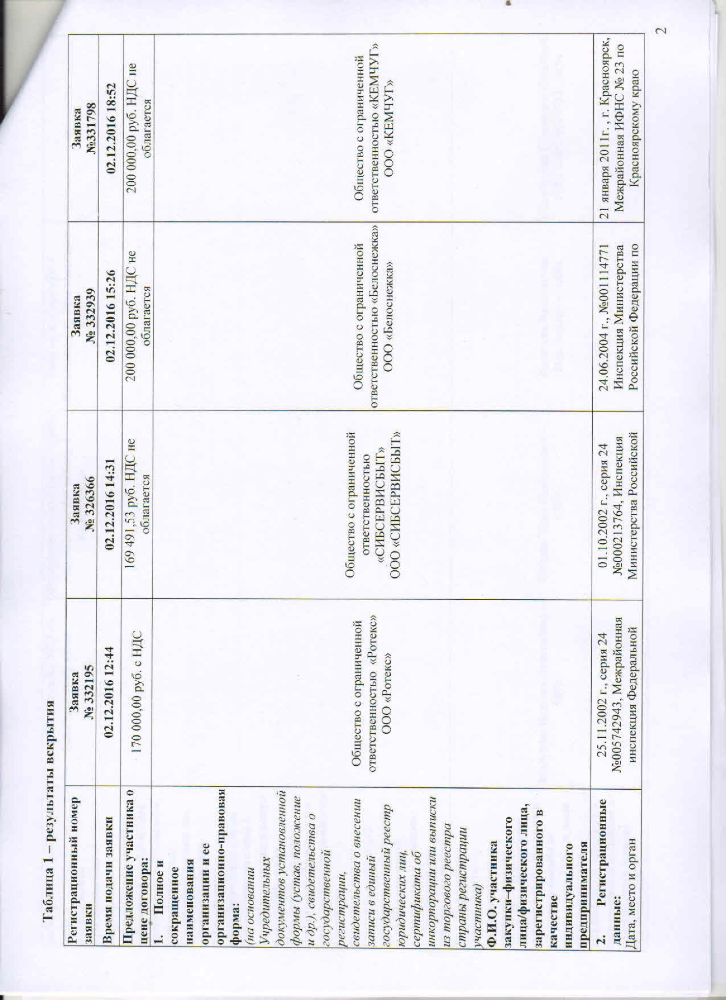 Таблица 1 – результаты вскрытия
Регистрационный номер
заявки
Заявка
№ 332195
Заявка
№ 326366
Заявка
№ 332939
Заявка
№331798
Время подачи заявки
02.12.2016 12:44
02.12.2016 14:31
02.12.2016 15:26
02.12.2016 18:52
Предложение участника о
цене договора:
170 000,00 руб. с НДС
169 491,53 руб. НДС не
облагается
200 000,00 руб. НДС не
облагается
200 000,00 руб. НДС не
облагается
1. Полное и
сокращенное
наименования
организации и ее
организационно-правовая
форма:
(на основании
Учредительных
документов установленной
формы (устав, положение
и др.), свидетельства о
государственной
регистрации,
свидетельства о внесении
записи в единый
государственный реестр
юридических лиц,
сертификата об
инкорпорации или выписки
из торгового реестра
страны регистрации
участника)
Ф.И.О. участника
закупки–физического
лица/физического лица,
зарегистрированного в
качестве
индивидуального
предпринимателя
Общество с ограниченной
ответственностью «Ротекс»
ООО «Ротекс»
Общество с ограниченной
ответственностью
«СИБСЕРВИСБЫТ»
ООО «СИБСЕРВИСБЫТ»
Общество с ограниченной
ответственностью «Белоснежка»
ООО «Белоснежка»
Общество с ограниченной
ответственностью «КЕМЧУГ»
ООО «КЕМЧУГ»
2. Регистрационные
данные:
Дата, место и орган
25.11.2002 г., серия 24
№005742943, Межрайонная
инспекция Федеральной
01.10.2002 г., серия 24
№000213764, Инспекция
Министерства Российской
24.06.2004 г., №001114771
Инспекция Министерства
Российской Федерации по
21 января 2011г. , г. Красноярск,
Межрайонная ИФНС № 23 по
Красноярскому краю
2